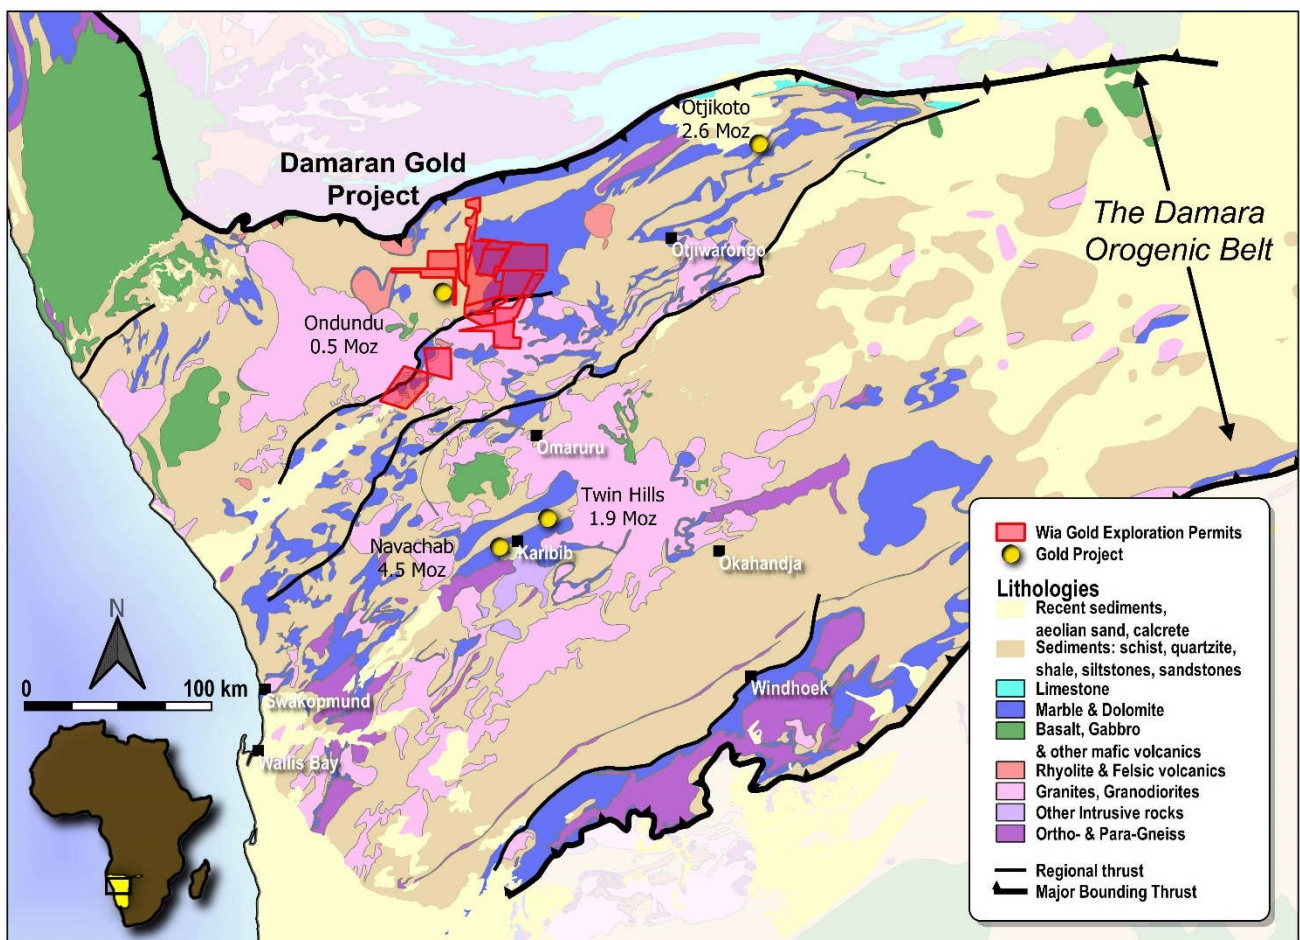 Otjikoto
2.6 Moz
Damaran Gold
Project
The Damara
Orogenic Belt
Otjiwarongo
Ondundu
0.5 Moz
Omaruru
Twin Hills
1.9 Moz
Navachab
4.5 Moz
Karibib
Okahandja
Windhoek
Swakopmund
Wallis Bay
N
0
100 km
Wia Gold Exploration Permits
Gold Project
Lithologies
Recent sediments,
aeolian sand, calcrete
Sediments: schist, quartzite,
shale, siltstones, sandstones
Limestone
Marble & Dolomite
Basalt, Gabbro
& other mafic volcanics
Rhyolite & Felsic volcanics
Granites, Granodiorites
Other Intrusive rocks
Ortho- & Para-Gneiss
Regional thrust
Major Bounding Thrust